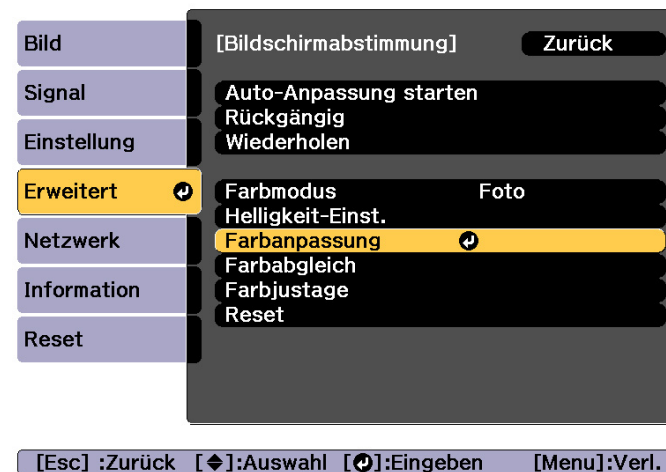 Bild
Signal
Einstellung
Erweitert
Netzwerk
Information
Reset
[Bildschirmabstimmung] Zurück
Auto-Anpassung starten
Rückgängig
Wiederholen
Farbmodus Foto
Helligkeit-Einst.
Farbanpassung
Farbabgleich
Farbjustage
Reset
[Esc] :Zurück [◆]:Auswahl [↵]:Eingeben [Menu]:Verl.